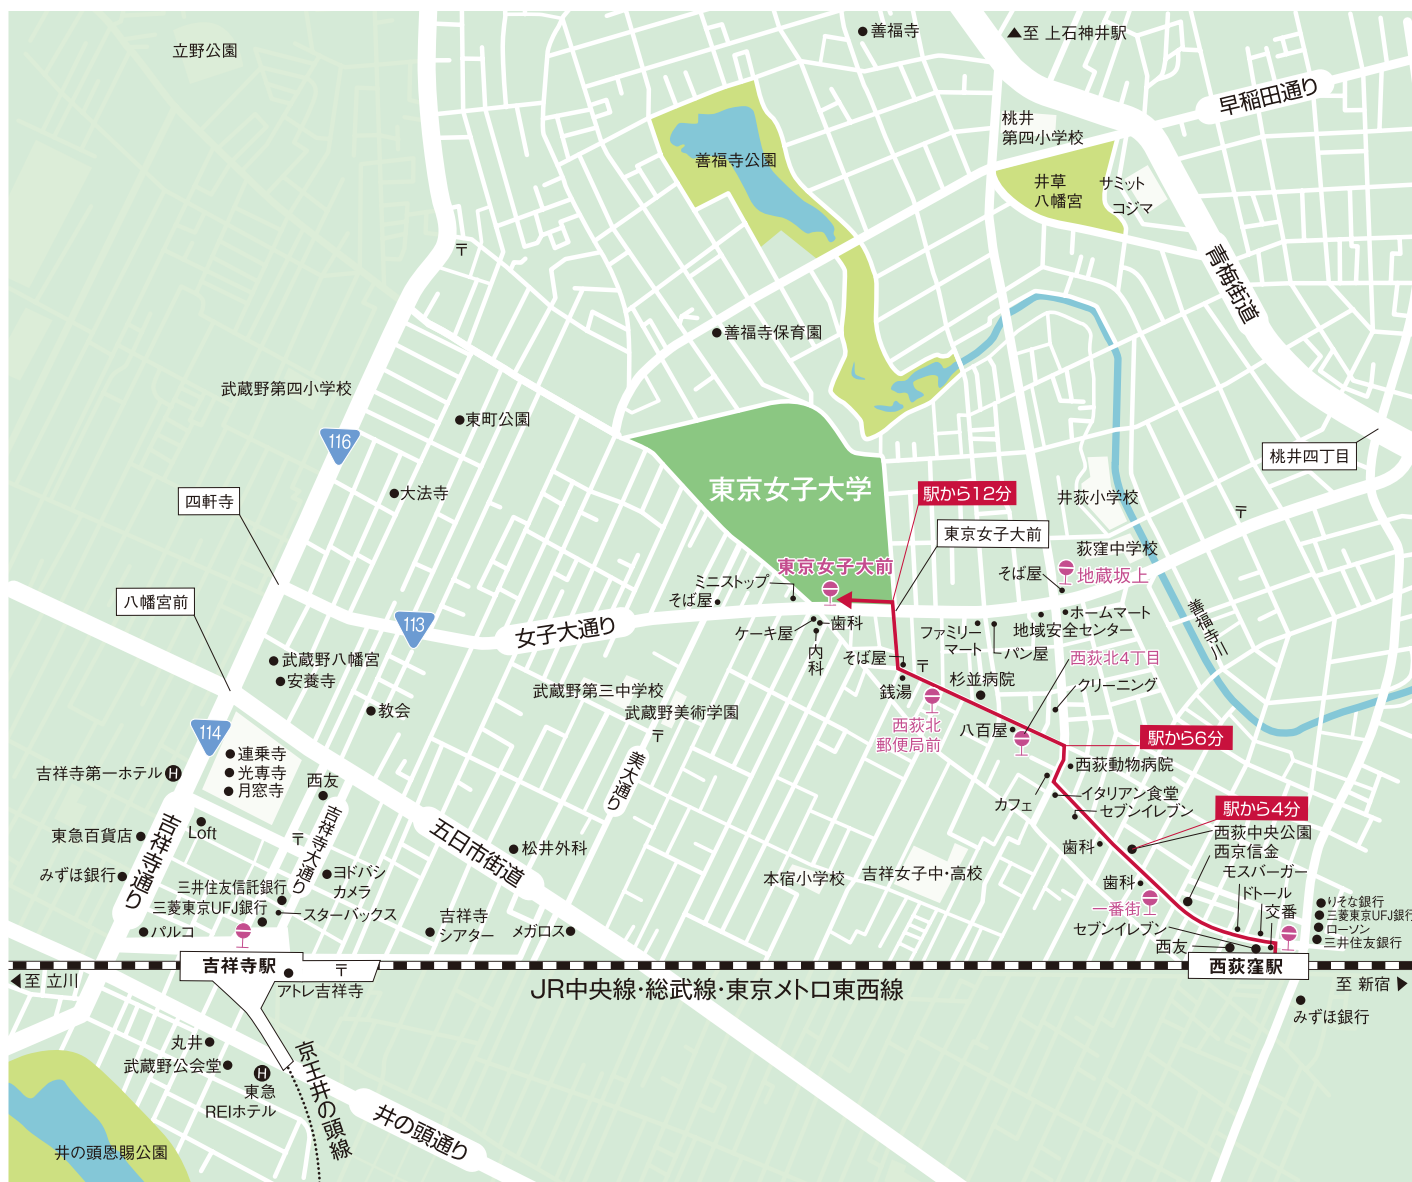 立野公園
善福寺
▲至 上石神井駅
早稲田通り
桃井
第四小学校
善福寺公園
井草
八幡宮
サミット
コジマ
〒
青梅街道
善福寺保育園
武蔵野第四小学校
東町公園
116
桃井四丁目
大法寺
四軒寺
東京女子大学
駅から12分
井荻小学校
〒
東京女子大前
荻窪中学校
東京女子大前
そば屋
地蔵坂上
八幡宮前
ミニストップ
そば屋
113
女子大通り
ケーキ屋
歯科
内科
ファミリー
マート
パン屋
地域安全センター
ホームマート
善福寺川
武蔵野八幡宮
安養寺
そば屋
〒
銭湯
杉並病院
西荻北4丁目
クリーニング
教会
武蔵野第三中学校
武蔵野美術学園
〒
西荻北
郵便局前
八百屋
駅から6分
114
連乗寺
光専寺
月窓寺
吉祥寺第一ホテル
H
西友
美大通り
西荻動物病院
カフェ
イタリアン食堂
セブンイレブン
駅から4分
西荻中央公園
西京信金
東急百貨店
Loft
吉祥寺通り
〒
吉祥寺大通り
五日市街道
松井外科
歯科
みずほ銀行
ヨドバシ
カメラ
三井住友信託銀行
三菱東京UFJ銀行
スターバックス
パルコ
吉祥寺
シアター
メガロス
本宿小学校
吉祥女子中・高校
歯科
一番街
モスバーガー
ドトール
交番
セブンイレブン
西友
りそな銀行
三菱東京UFJ銀行
ローソン
三井住友銀行
吉祥寺駅
〒
アトレ吉祥寺
西荻窪駅
◀至 立川
JR中央線・総武線・東京メトロ東西線
至 新宿▶
みずほ銀行
丸井
武蔵野公会堂
H
東急
REIホテル
京王井の頭線
井の頭通り
井の頭恩賜公園